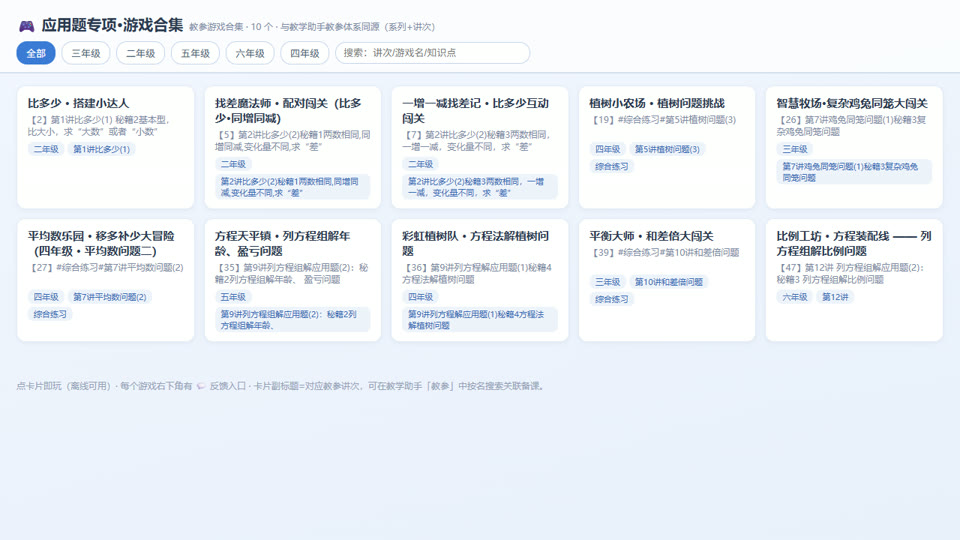 🎮 应用题专项•游戏合集 教参游戏合集 · 10 个 · 与教学助手教参体系同源（系列+讲次）
全部 三年级 二年级 五年级 六年级 四年级 搜索：讲次/游戏名/知识点
比多少 • 搭建小达人
【2】第1讲比多少(1) 秘籍2基本型，
比大小，求“大数”或者“小数”
二年级 第1讲比多少(1)
找差魔法师 • 配对闯关（比多
少•同增同减）
【5】第2讲比多少(2)秘籍1两数相同,同
增同减,变化量不同,求“差”
二年级
第2讲比多少(2)秘籍1两数相同,同增同
减,变化量不同,求“差”
一增一减找差记 • 比多少互动
闯关
【7】第2讲比多少(2)秘籍3两数相同，
一增一减，变化量不同，求“差”
二年级
第2讲比多少(2)秘籍3两数相同，一增
一减，变化量不同，求“差”
植树小农场 • 植树问题挑战
【19】#综合练习#第5讲植树问题(3)
四年级 第5讲植树问题(3)
综合练习
智慧牧场•复杂鸡兔同笼大闯关
【26】第7讲鸡兔同笼问题(1)秘籍3复
杂鸡兔同笼问题
三年级
第7讲鸡兔同笼问题(1)秘籍3复杂鸡兔
同笼问题
平均数乐园 • 移多补少大冒险
（四年级 • 平均数问题二）
【27】#综合练习#第7讲平均数问题(2)
四年级 第7讲平均数问题(2)
综合练习
方程天平镇 • 列方程组解年
龄、盈亏问题
【35】第9讲列方程组解应用题(2)：秘
籍2列方程组解年龄、 盈亏问题
五年级
第9讲列方程组解应用题(2)：秘籍2列
方程组解年龄、
彩虹植树队 • 方程法解植树问
题
【36】第9讲列方程解应用题(1)秘籍4
方程法解植树问题
四年级
第9讲列方程解应用题(1)秘籍4方程法
解植树问题
平衡大师 • 和差倍大闯关
【39】#综合练习#第10讲和差倍问题
三年级 第10讲和差倍问题
综合练习
比例工坊 • 方程装配线 —— 列
方程组解比例问题
【47】第12讲 列方程组解应用题(2)：
秘籍3 列方程组解比例问题
六年级 第12讲
点卡片即玩（离线可用）· 每个游戏右下角有 💬 反馈入口 · 卡片副标题=对应教参讲次，可在教学助手「教参」中按名搜索关联备课。